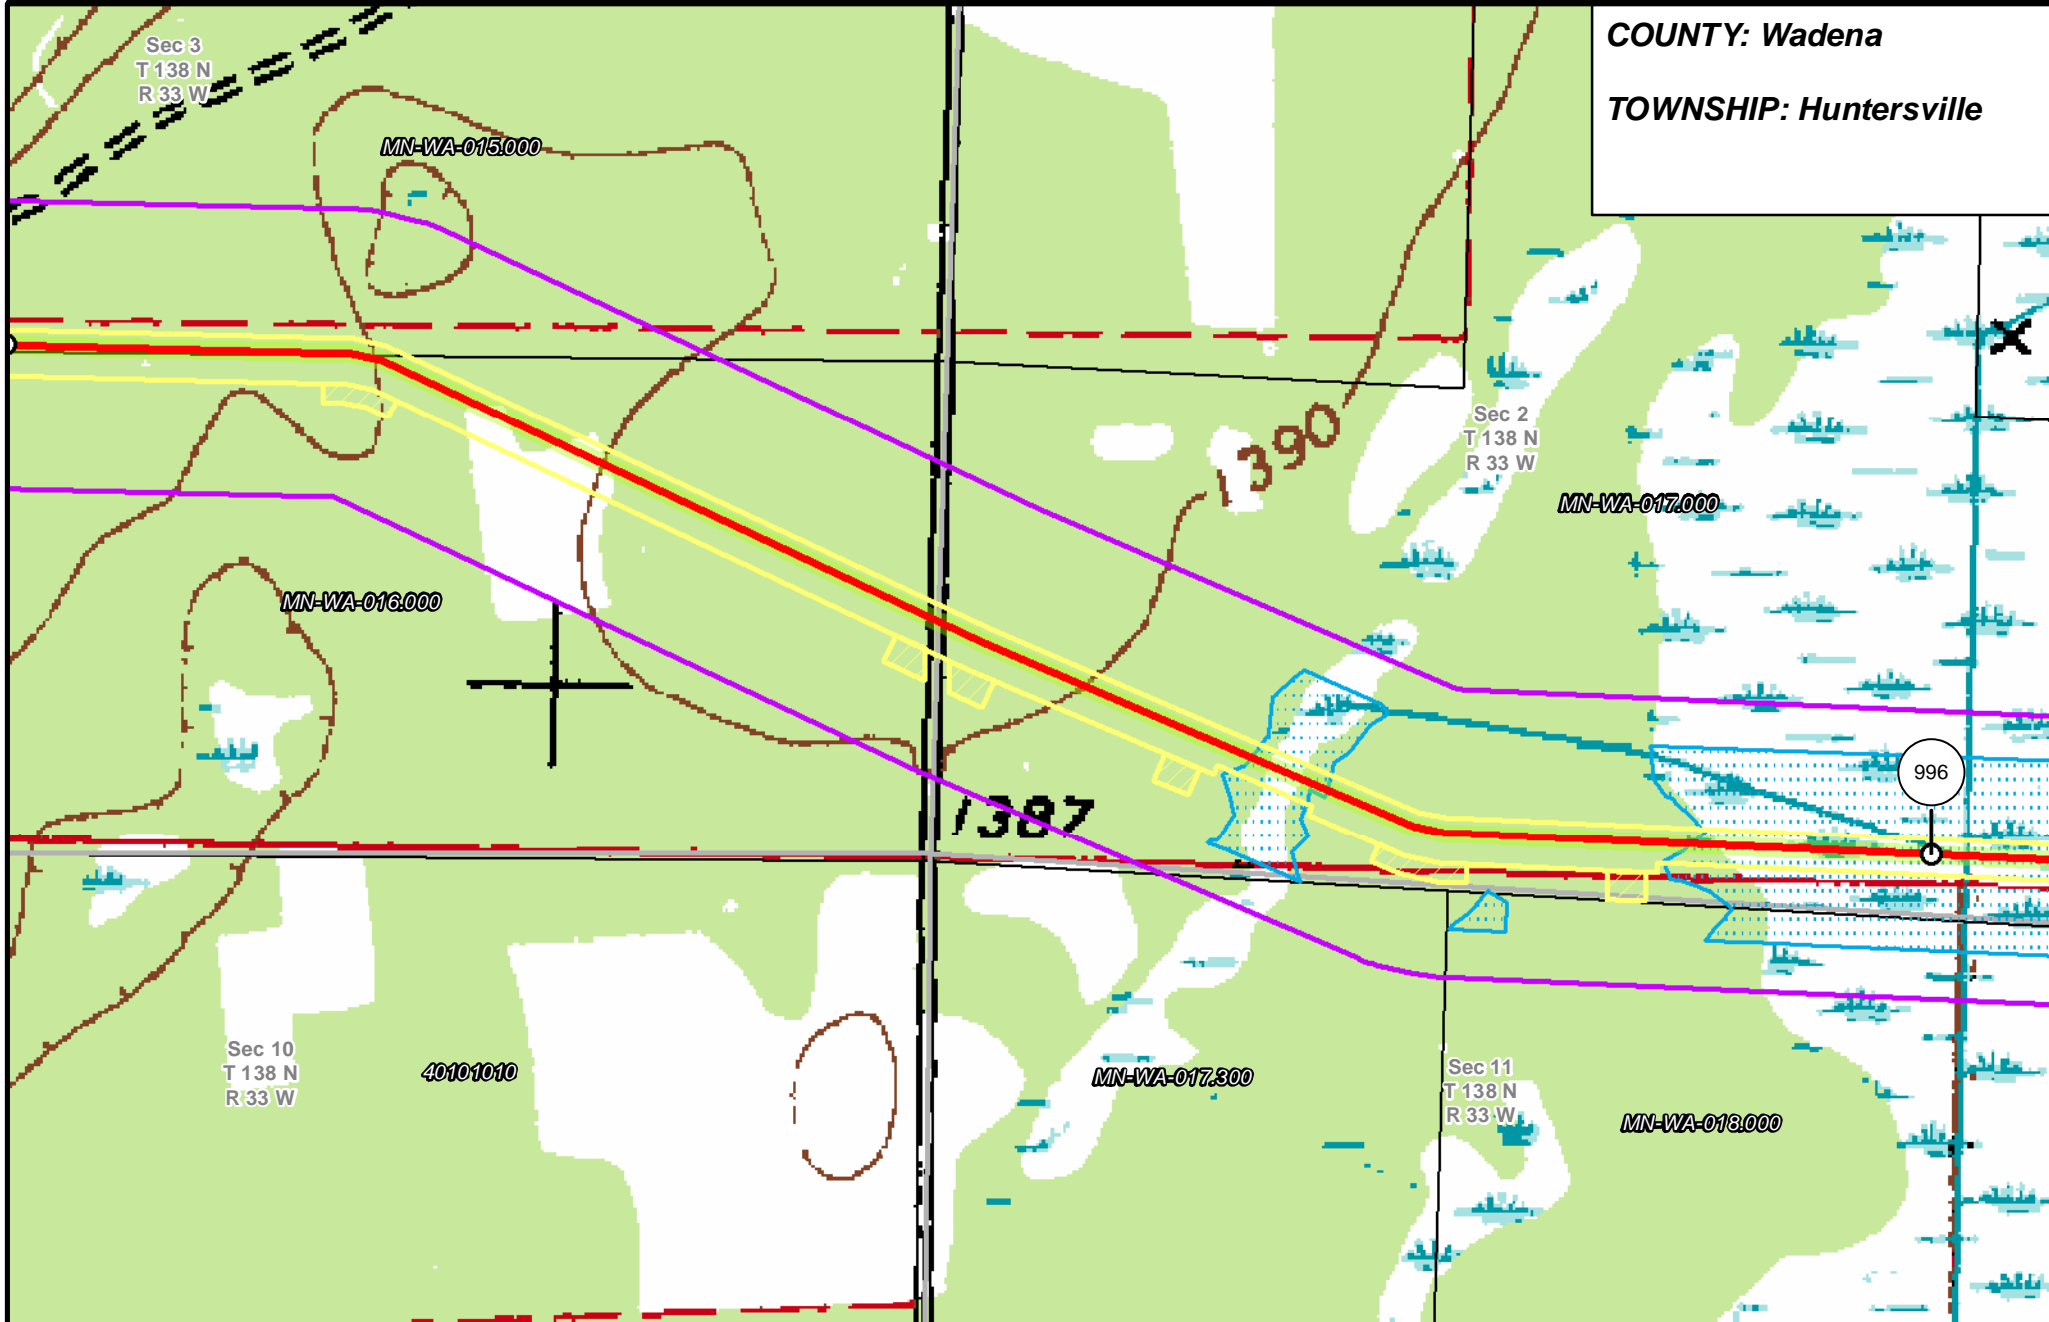 COUNTY: Wadena
TOWNSHIP: Huntersville
Sec 3
T 138 N
R 33 W
MN-WA-015.000
1390
Sec 2
T 138 N
R 33 W
MN-WA-017.000
MN-WA-016.000
996
1387
Sec 10
T 138 N
R 33 W
40101010
MN-WA-017.300
Sec 11
T 138 N
R 33 W
MN-WA-018.000